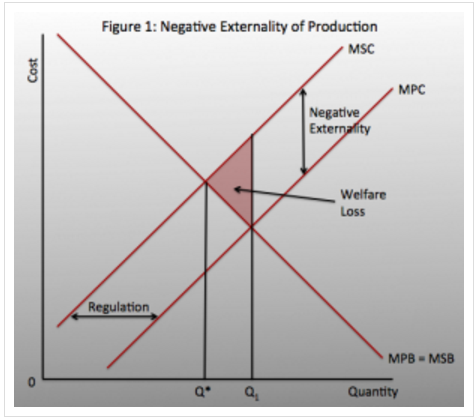 Figure 1: Negative Externality of Production
MSC
Cost
MPC
Negative
Externality
Welfare
Loss
Regulation
MPB = MSB
0
Q*
Q₁
Quantity